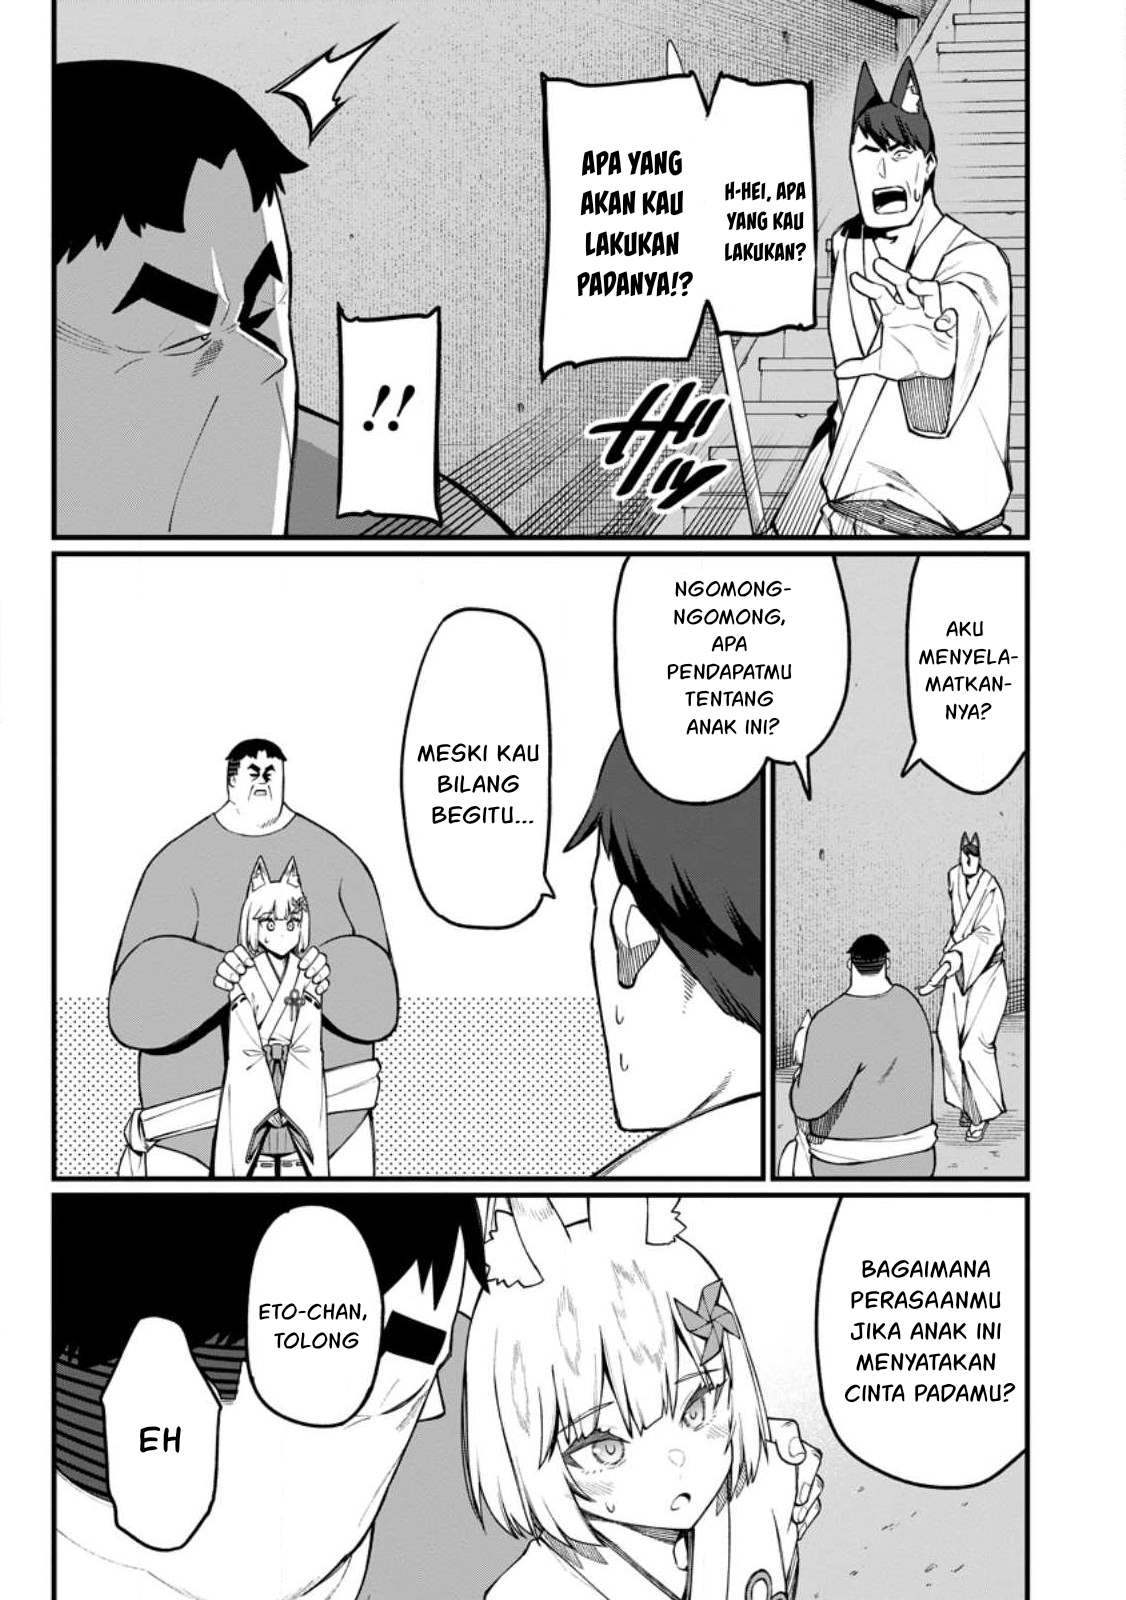 H-HEI, APA
YANG KAU
LAKUKAN?
APA YANG
AKAN KAU
LAKUKAN
PADANYA!?
!!
AKU
MENYELA-
MATKAN-
NYA?
NGOMONG-
NGOMONG,
APA
PENDAPATMU
TENTANG
ANAK INI?
MESKI KAU
BILANG
BEGITU...
BAGAIMANA
PERASAANMU
JIKA ANAK INI
MENYATAKAN
CINTA PADAMU?
ETO-CHAN,
TOLONG
EH